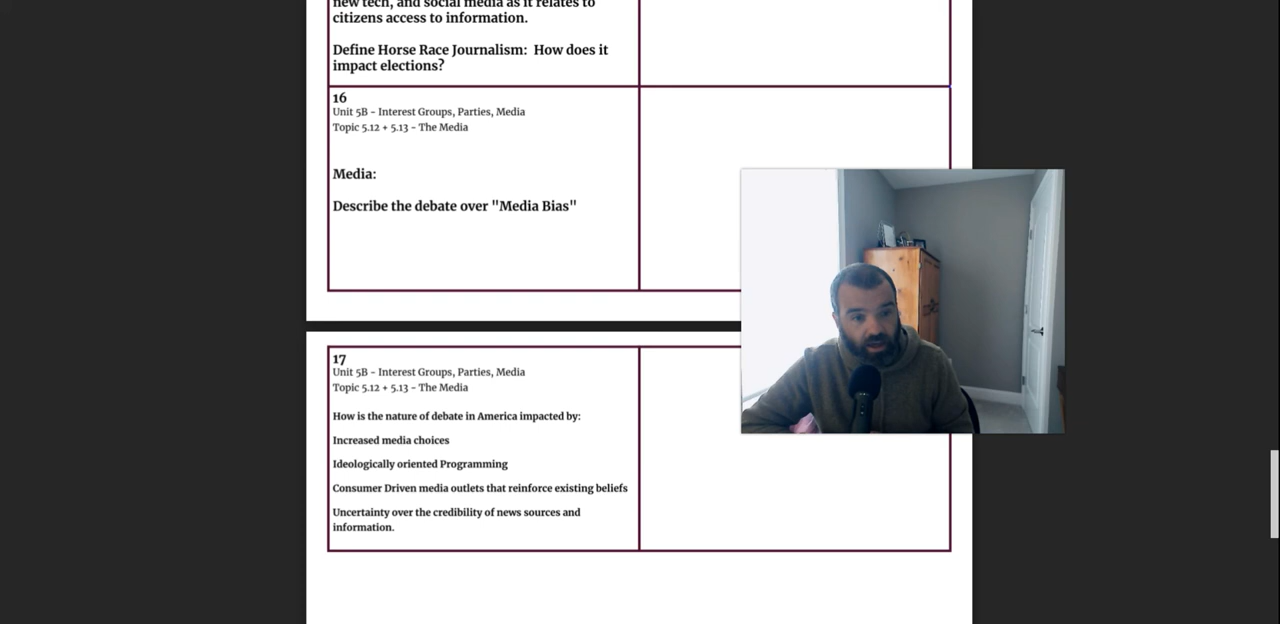 new tech, and social media as it relates to
citizens access to information.
Define Horse Race Journalism: How does it
impact elections?
16
Unit 5B - Interest Groups, Parties, Media
Topic 5.12 + 5.13 - The Media
Media:
Describe the debate over "Media Bias"
17
Unit 5B - Interest Groups, Parties, Media
Topic 5.12 + 5.13 - The Media
How is the nature of debate in America impacted by:
Increased media choices
Ideologically oriented Programming
Consumer Driven media outlets that reinforce existing beliefs
Uncertainty over the credibility of news sources and
information.